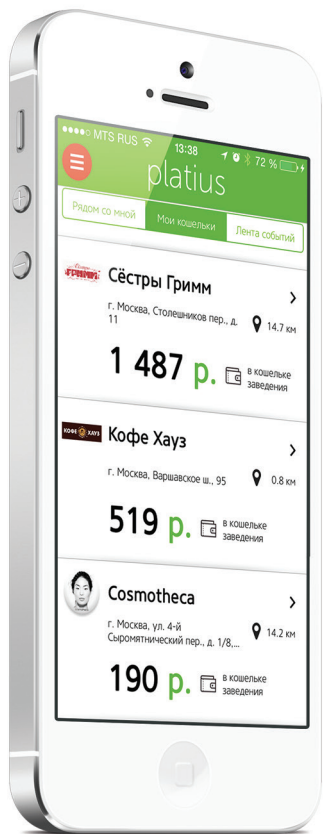 MTS RUS 13:38 72 %
platius
Рядом со мной Мои кошельки Лента событий
ГРИММ Сёстры Гримм
г. Москва, Столешников пер., д.
11 14.7 км
1 487 р. в кошельке
заведения
КОФЕ ХАУЗ Кофе Хауз
г. Москва, Варшавское ш., 95 0.8 км
519 р. в кошельке
заведения
Cosmotheca
г. Москва, ул. 4-й
Сыромятнический пер., д. 1/8,... 14.2 км
190 р. в кошельке
заведения